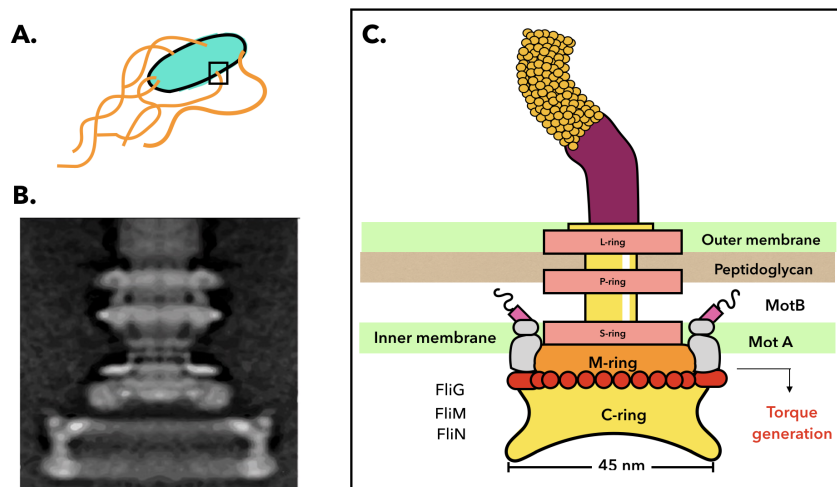 A.
B.
C.
L-ring
Outer membrane
Peptidoglycan
P-ring
MotB
Inner membrane
S-ring
Mot A
M-ring
FliG
FliM
FliN
C-ring
Torque
generation
45 nm